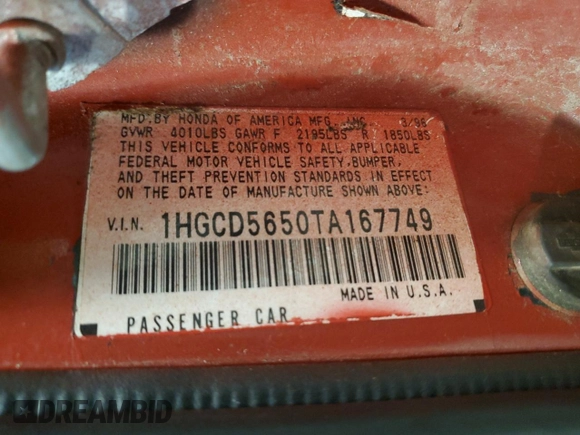 MFD. BY HONDA OF AMERICA MFG., INC. 3/96
GVWR 4010LBS GAWR F 2195LBS R 1850LBS
THIS VEHICLE CONFORMS TO ALL APPLICABLE
FEDERAL MOTOR VEHICLE SAFETY, BUMPER,
AND THEFT PREVENTION STANDARDS IN EFFECT
ON THE DATE OF MANUFACTURE SHOWN ABOVE:
V.I.N. 1HGCD5650TA167749
MADE IN U.S.A.
PASSENGER CAR
DREAMBID